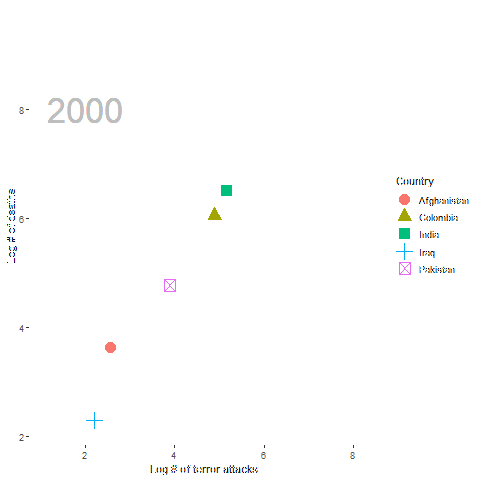 2000
8
6
4
2
Log # of deaths
2
4
6
8
Log # of terror attacks
Country
Afghanistan
Colombia
India
Iraq
Pakistan